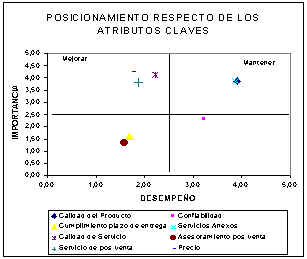 POSICIONAMIENTO RESPECTO DE LOS
ATRIBUTOS CLAVES
5,00
4,50
4,00
3,50
3,00
2,50
2,00
1,50
1,00
0,50
0,00
IMPORTANCIA
Mejorar
Mantener
0,00 1,00 2,00 3,00 4,00 5,00
DESEMPEÑO
Calidad del Producto Confiabilidad
Cumplimiento plazo de entrega Servicios Anexos
Calidad de Servicio Asesoramiento pos venta
Servicio de pos venta Precio